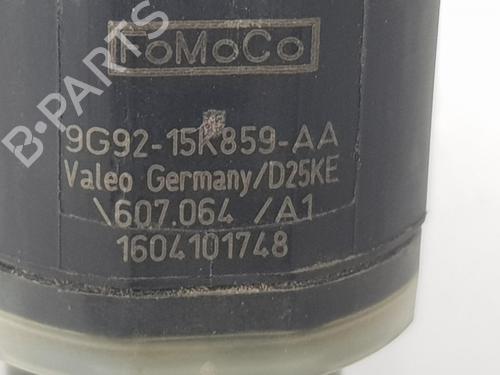 FoMoCo
9G92-15K859-AA
Valeo Germany/D25KE
\607.064 /A1
1604101748
B-PARTS